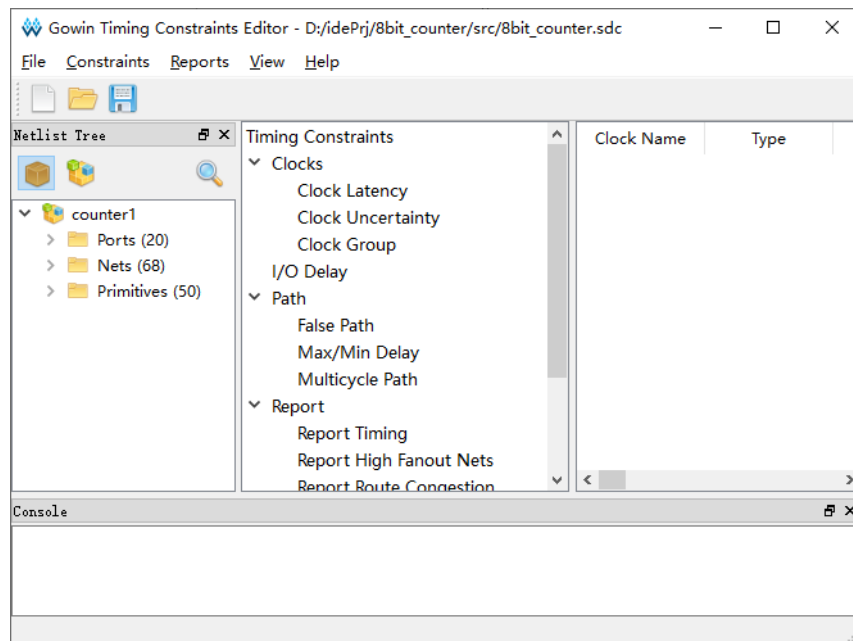 Gowin Timing Constraints Editor - D:/idePrj/8bit_counter/src/8bit_counter.sdc
File Constraints Reports View Help
Netlist Tree
counter1
Ports (20)
Nets (68)
Primitives (50)
Timing Constraints
Clocks
Clock Latency
Clock Uncertainty
Clock Group
I/O Delay
Path
False Path
Max/Min Delay
Multicycle Path
Report
Report Timing
Report High Fanout Nets
Report Route Congestion
Clock Name Type
Console